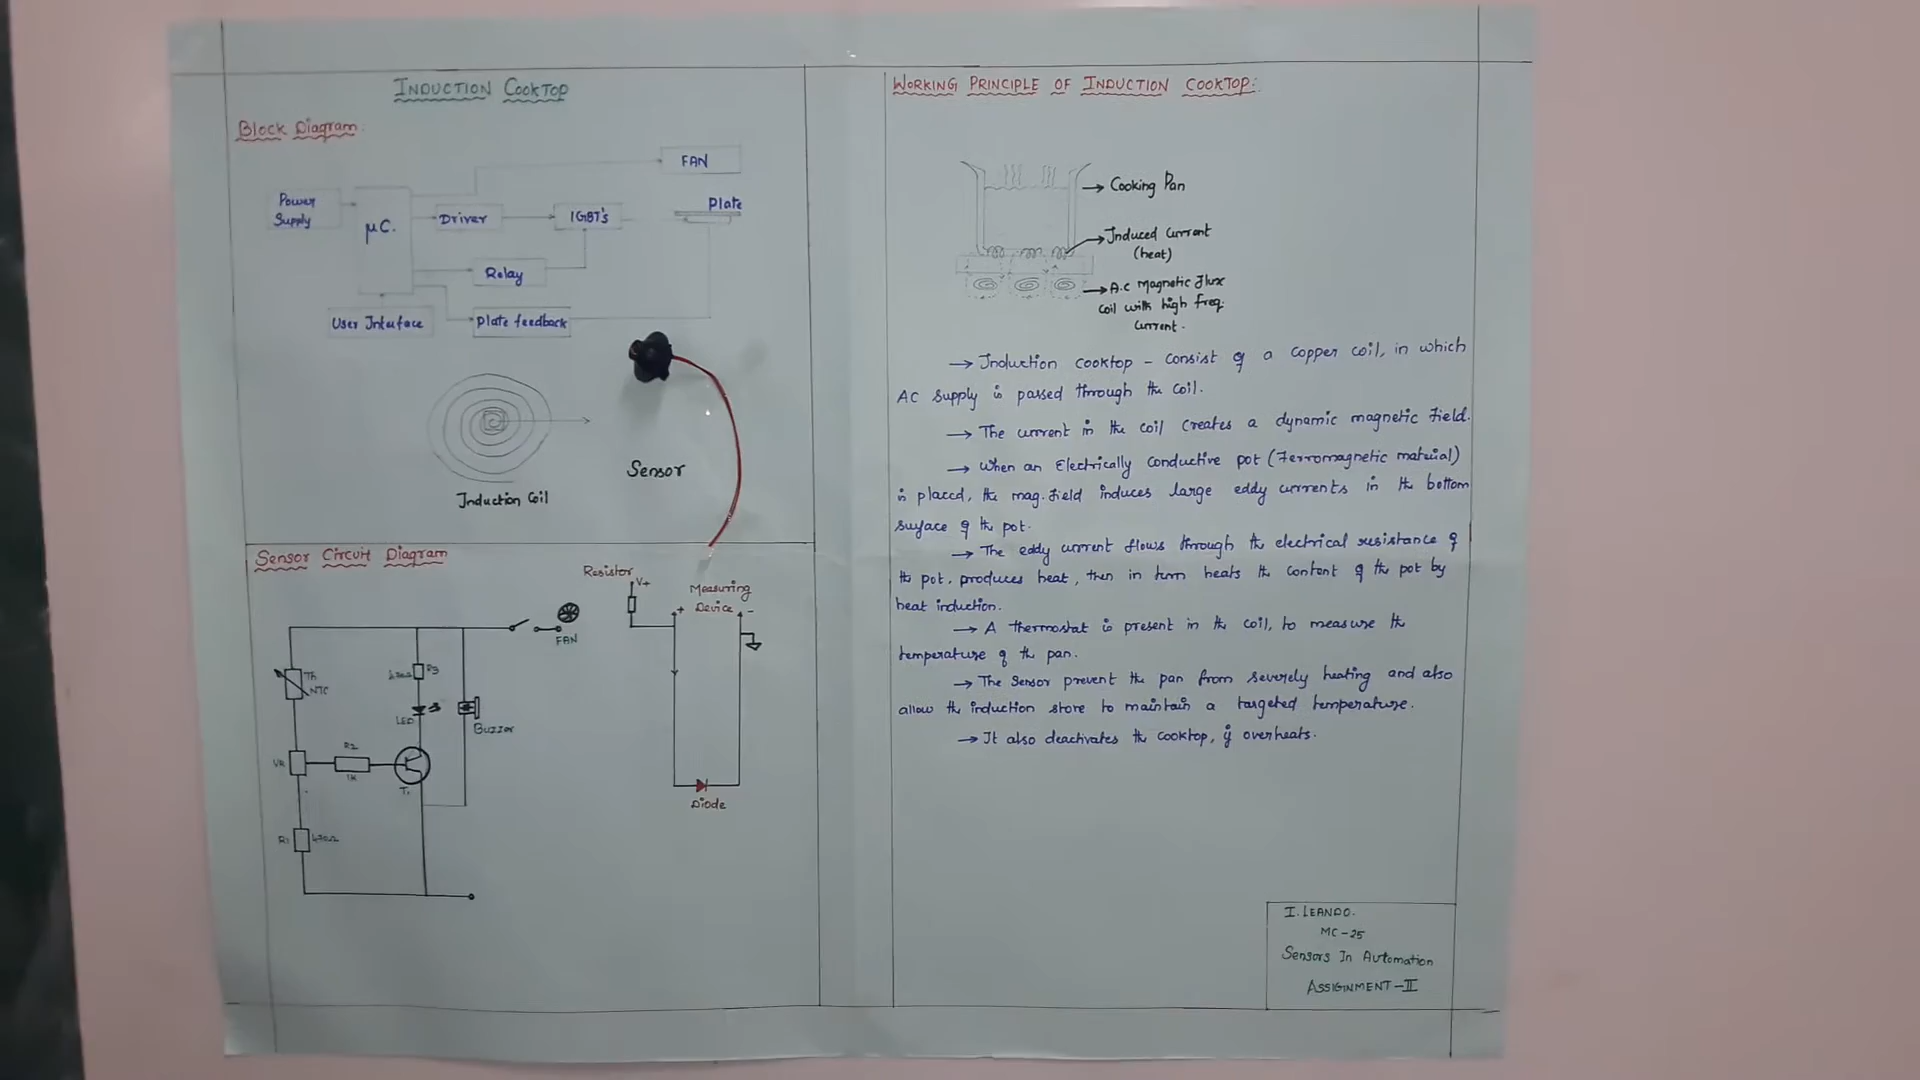 INDUCTION COOKTOP
Block Diagram:
FAN
Power
Supply
μC.
Driver
IGBT's
Plate
Relay
User Interface
Plate feedback
Induction Coil
Sensor
Sensor Circuit Diagram
Resistor
V+
Measuring
Device
+
-
FAN
Th
NTC
R3
LED
Buzzer
VR
R2
1K
T1
R1
470Ω
Diode
WORKING PRINCIPLE OF INDUCTION COOKTOP:
Cooking Pan
Induced Current
(heat)
A.C Magnetic flux
coil with high freq.
current.
→ Induction cooktop - consist of a copper coil, in which
AC supply is passed through the coil.
→ The current in the coil creates a dynamic magnetic field.
→ When an Electrically conductive pot (Ferromagnetic material)
is placed, the mag.field induces large eddy currents in the bottom
surface of the pot.
→ The eddy current flows through the electrical resistance of
the pot, produces heat, then in turn heats the content of the pot by
heat induction.
→ A thermostat is present in the coil, to measure the
temperature of the pan.
→ The sensor prevent the pan from severely heating and also
allow the induction stove to maintain a targeted temperature.
→ It also deactivates the cooktop, if overheats.
I. LEANDO.
MC-25
Sensors In Automation
ASSIGNMENT-II